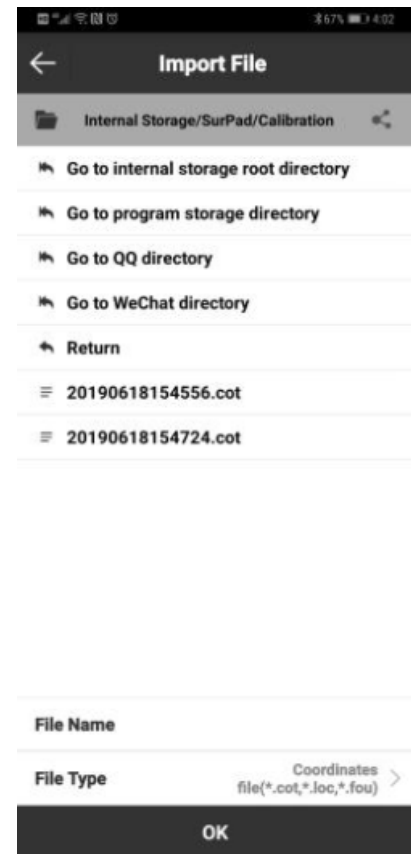 67% 4:02
Import File
Internal Storage/SurPad/Calibration
Go to internal storage root directory
Go to program storage directory
Go to QQ directory
Go to WeChat directory
Return
20190618154556.cot
20190618154724.cot
File Name
File Type
Coordinates
file(*.cot,*.loc,*.fou)
OK